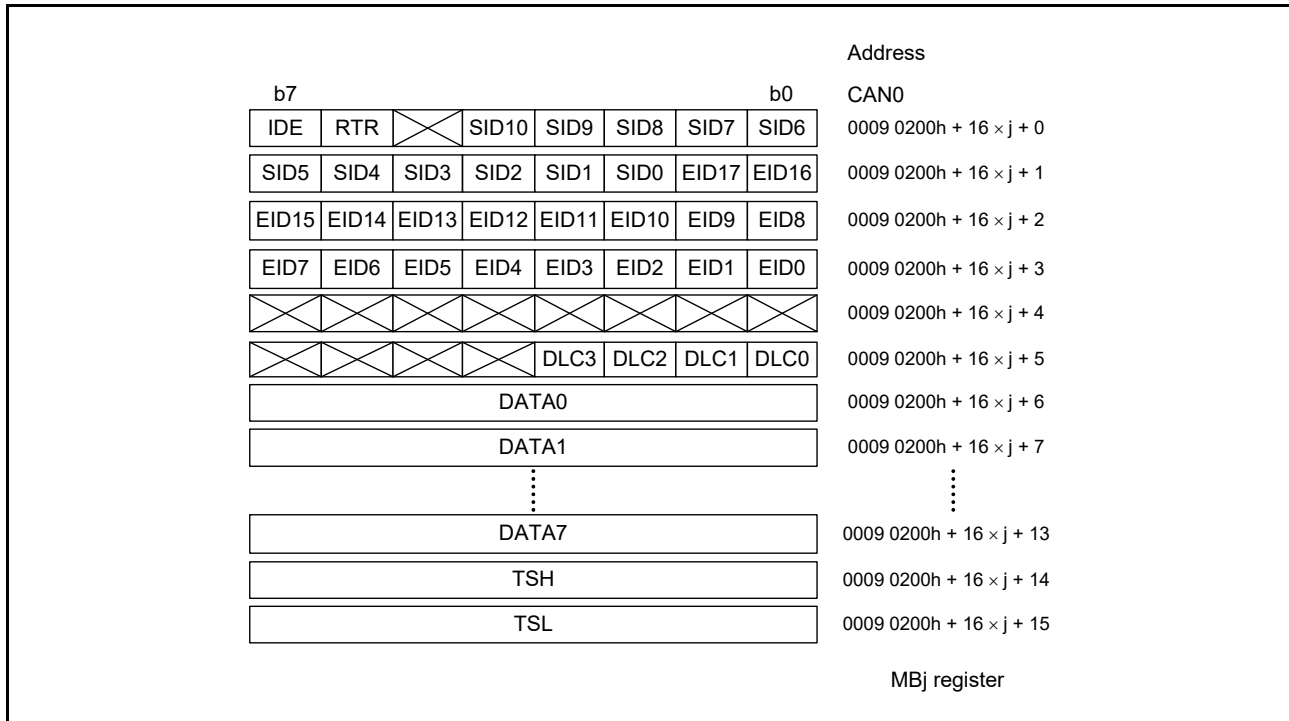 Address
b7 b0 CAN0
IDE RTR SID10 SID9 SID8 SID7 SID6 0009 0200h + 16 × j + 0
SID5 SID4 SID3 SID2 SID1 SID0 EID17 EID16 0009 0200h + 16 × j + 1
EID15 EID14 EID13 EID12 EID11 EID10 EID9 EID8 0009 0200h + 16 × j + 2
EID7 EID6 EID5 EID4 EID3 EID2 EID1 EID0 0009 0200h + 16 × j + 3
0009 0200h + 16 × j + 4
DLC3 DLC2 DLC1 DLC0 0009 0200h + 16 × j + 5
DATA0 0009 0200h + 16 × j + 6
DATA1 0009 0200h + 16 × j + 7
DATA7 0009 0200h + 16 × j + 13
TSH 0009 0200h + 16 × j + 14
TSL 0009 0200h + 16 × j + 15
MBj register